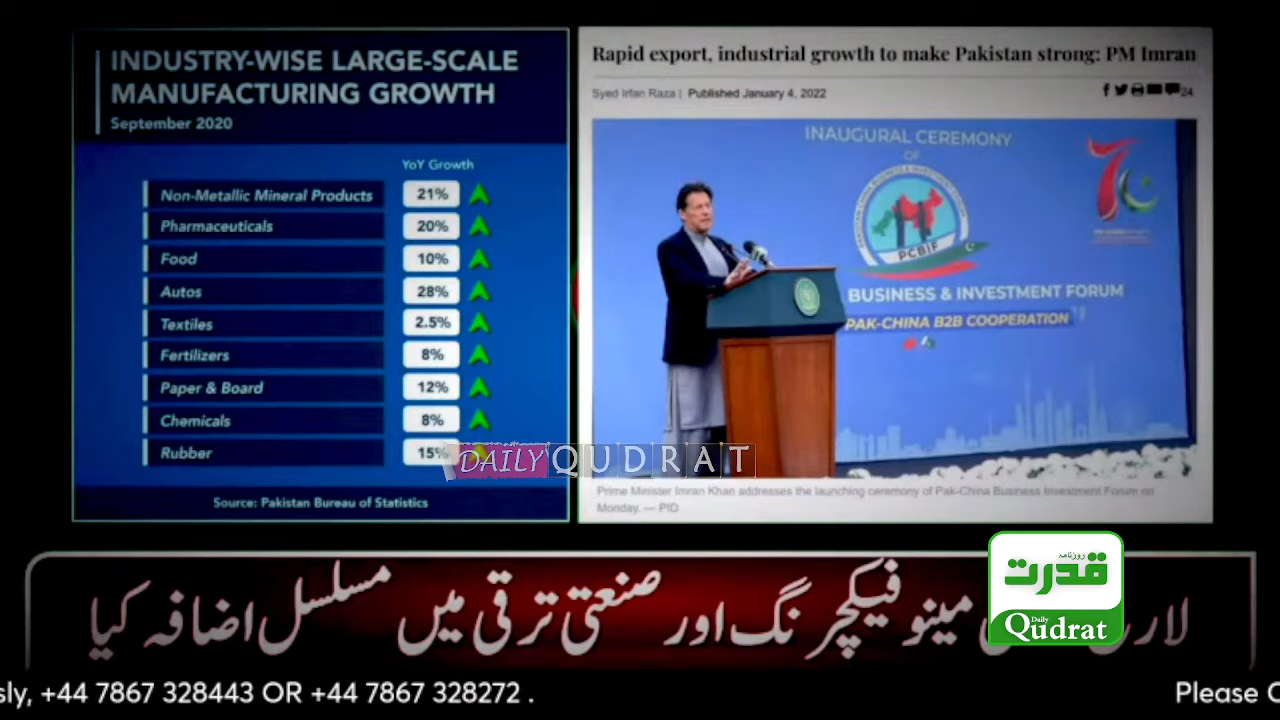 INDUSTRY-WISE LARGE-SCALE
MANUFACTURING GROWTH
September 2020
YoY Growth
Non-Metallic Mineral Products 21%
Pharmaceuticals 20%
Food 10%
Autos 28%
Textiles 2.5%
Fertilizers 8%
Paper & Board 12%
Chemicals 8%
Rubber 15%
Source: Pakistan Bureau of Statistics
Rapid export, industrial growth to make Pakistan strong: PM Imran
Syed Irfan Raza | Published January 4, 2022
24
INAUGURAL CEREMONY
OF
PCBIF
BUSINESS & INVESTMENT FORUM
PAK-CHINA B2B COOPERATION
Prime Minister Imran Khan addresses the launching ceremony of Pak-China Business Investment Forum on
Monday. — PID
DAILY QUDRAT
مینوفیکچرنگ اور صنعتی ترقی میں مسلسل اضافہ کیا
روزنامہ
قدرت
Daily
Qudrat
+44 7867 328443 OR +44 7867 328272 .
Please